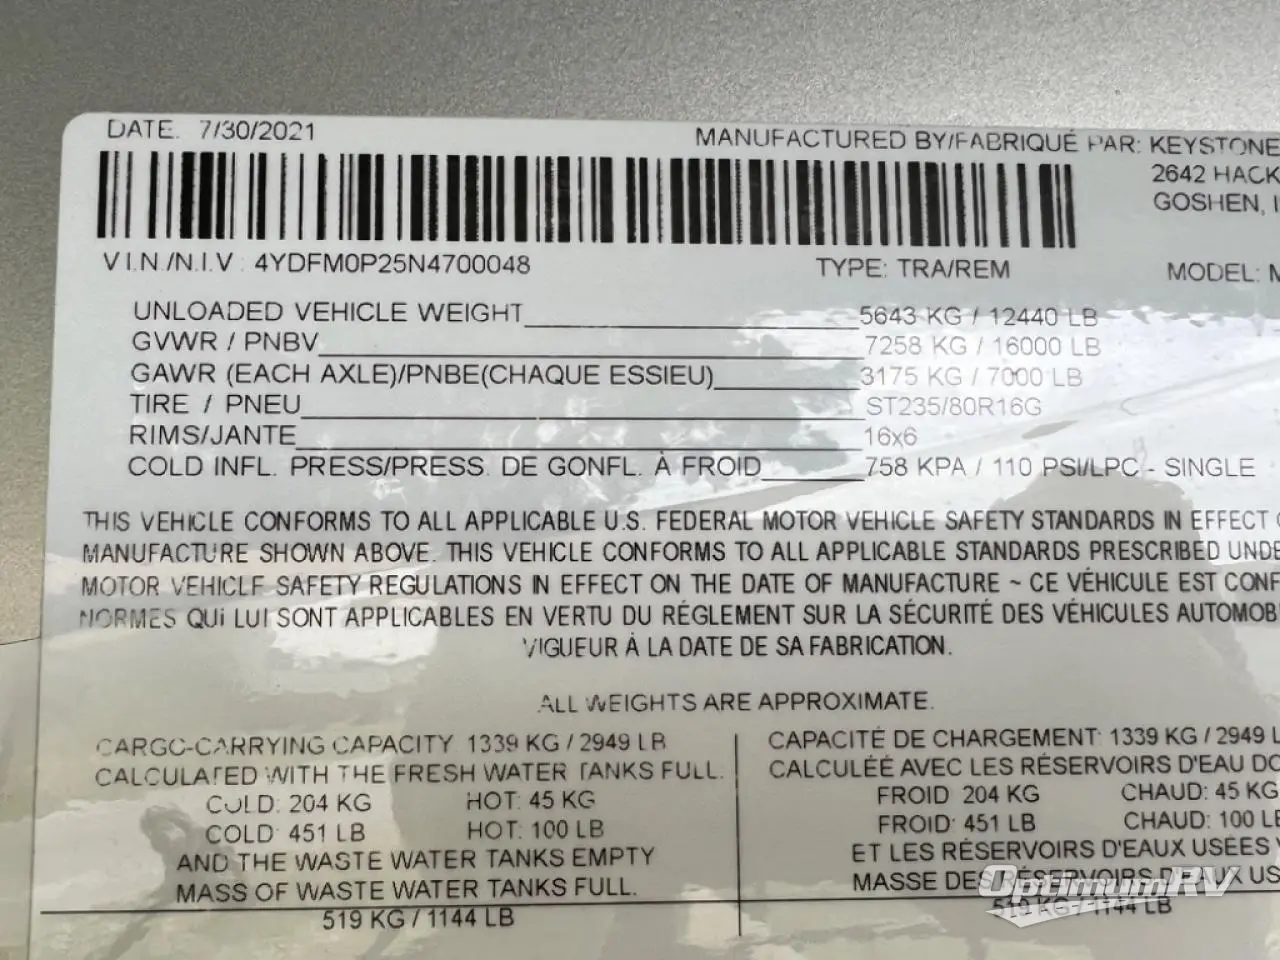 DATE. 7/30/2021
MANUFACTURED BY/FABRIQUÉ PAR: KEYSTONE
2642 HACK
GOSHEN, I
V.I.N./N.I.V: 4YDFM0P25N4700048 TYPE: TRA/REM MODEL: M
UNLOADED VEHICLE WEIGHT 5643 KG / 12440 LB
GVWR / PNBV 7258 KG / 16000 LB
GAWR (EACH AXLE)/PNBE(CHAQUE ESSIEU) 3175 KG / 7000 LB
TIRE / PNEU ST235/80R16G
RIMS/JANTE 16x6
COLD INFL. PRESS/PRESS. DE GONFL. À FROID 758 KPA / 110 PSI/LPC - SINGLE
THIS VEHICLE CONFORMS TO ALL APPLICABLE U.S. FEDERAL MOTOR VEHICLE SAFETY STANDARDS IN EFFECT
MANUFACTURE SHOWN ABOVE. THIS VEHICLE CONFORMS TO ALL APPLICABLE STANDARDS PRESCRIBED UNDE
MOTOR VEHICLE SAFETY REGULATIONS IN EFFECT ON THE DATE OF MANUFACTURE ~ CE VÉHICULE EST CONF
NORMES QUI LUI SONT APPLICABLES EN VERTU DU RÉGLEMENT SUR LA SÉCURITÉ DES VÉHICULES AUTOMOB
VIGUEUR À LA DATE DE SA FABRICATION.
ALL WEIGHTS ARE APPROXIMATE.
CARGO-CARRYING CAPACITY 1339 KG / 2949 LB
CALCULATED WITH THE FRESH WATER TANKS FULL.
COLD: 204 KG HOT: 45 KG
COLD: 451 LB HOT: 100 LB
AND THE WASTE WATER TANKS EMPTY
MASS OF WASTE WATER TANKS FULL.
519 KG / 1144 LB
CAPACITÉ DE CHARGEMENT: 1339 KG / 2949 L
CALCULÉE AVEC LES RÉSERVOIRS D'EAU DO
FROID: 204 KG CHAUD: 45 KG
FROID: 451 LB CHAUD: 100 LB
ET LES RÉSERVOIRS D'EAUX USÉES V
MASSE DES RÉSERVOIRS D'EAUX US
519 KG / 1144 LB
OptimumRV